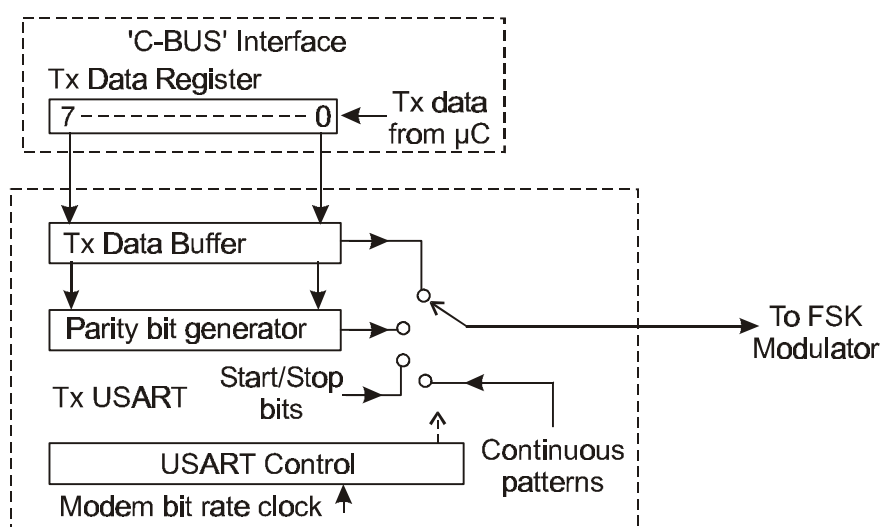 'C-BUS' Interface
Tx Data Register
7 0
Tx data
from µC
Tx Data Buffer
Parity bit generator
To FSK
Modulator
Start/Stop
bits
Tx USART
Continuous
patterns
USART Control
Modem bit rate clock